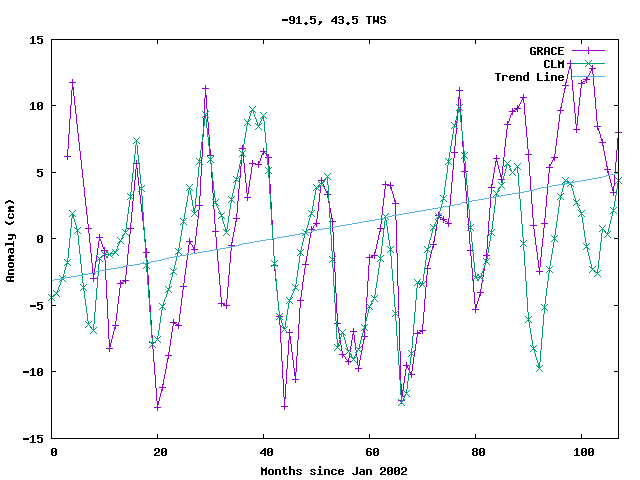 -91.5, 43.5 TWS
GRACE
CLM
Trend Line
15
10
5
0
-5
-10
-15
Anomaly (cm)
0 20 40 60 80 100
Months since Jan 2002